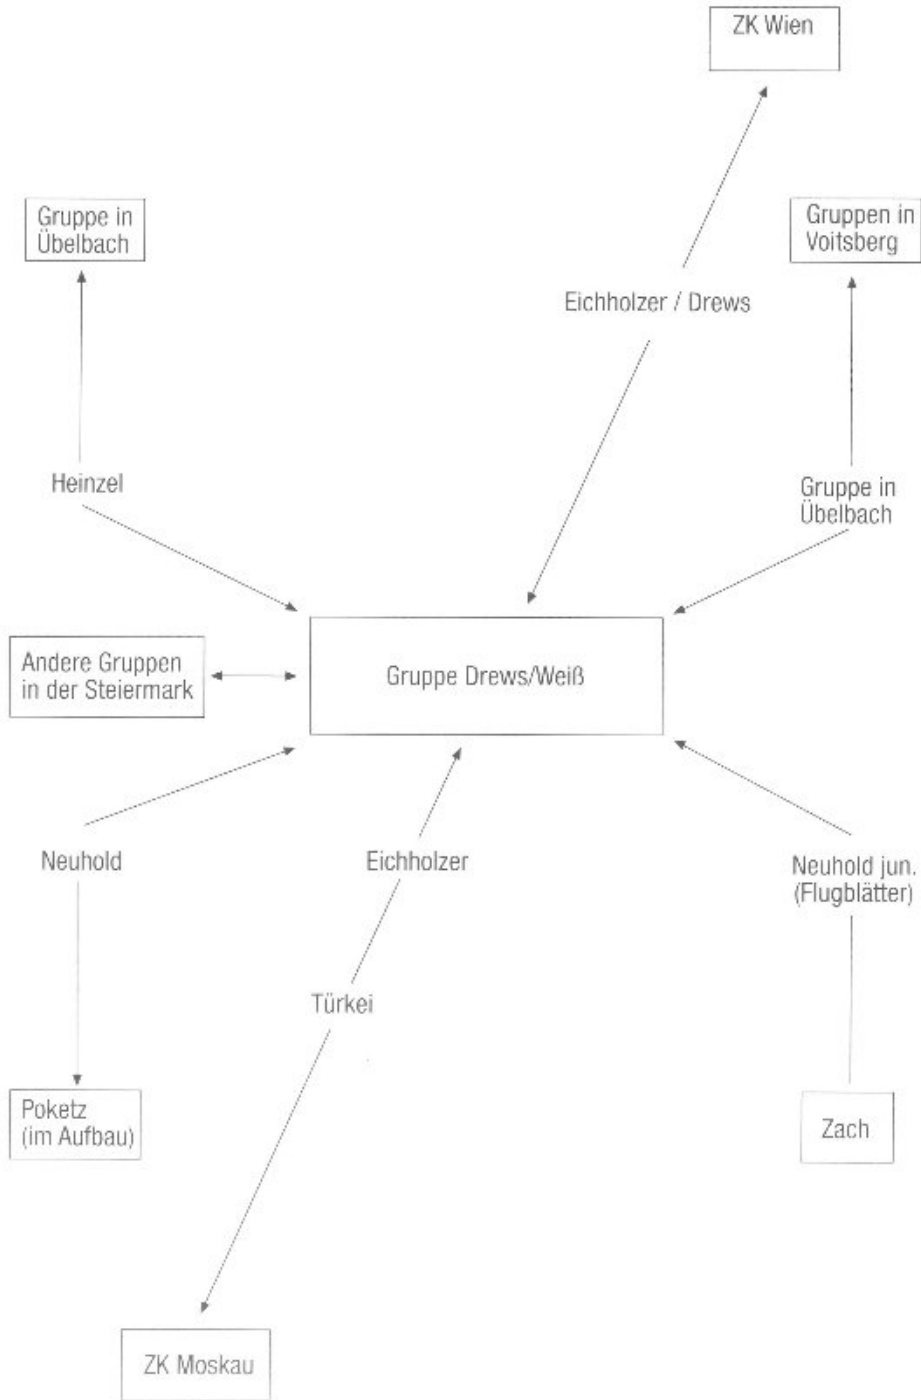 ZK Wien
Gruppe in
Übelbach
Gruppen in
Voitsberg
Eichholzer / Drews
Heinzel
Gruppe in
Übelbach
Andere Gruppen
in der Steiermark
Gruppe Drews/Weiß
Neuhold
Eichholzer
Neuhold jun.
(Flugblätter)
Türkei
Poketz
(im Aufbau)
Zach
ZK Moskau